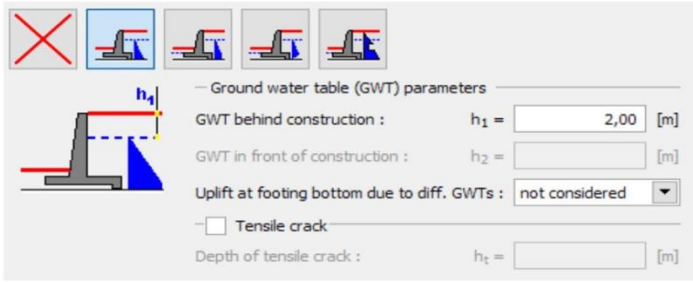 h₁
Ground water table (GWT) parameters
GWT behind construction : h₁ = 2,00 [m]
GWT in front of construction : h₂ = [m]
Uplift at footing bottom due to diff. GWTs : not considered
Tensile crack
Depth of tensile crack : hₜ = [m]